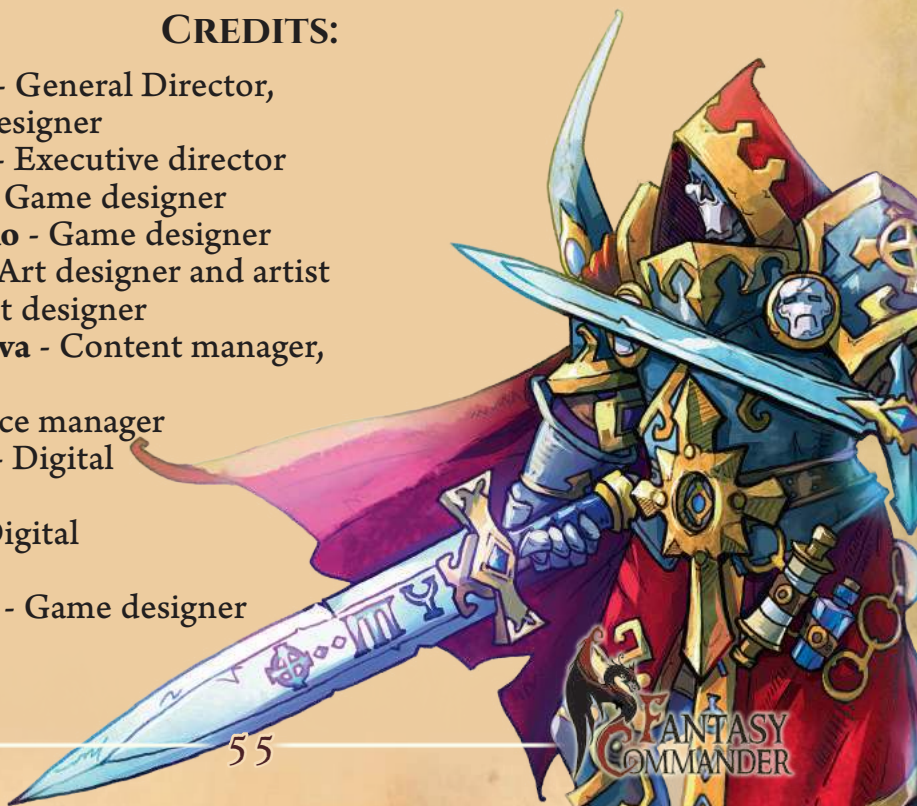 CREDITS:
- General Director,
esigner
- Executive director
Game designer
o - Game designer
Art designer and artist
t designer
va - Content manager,
ce manager
- Digital
igital
- Game designer
55
FANTASY
COMMANDER